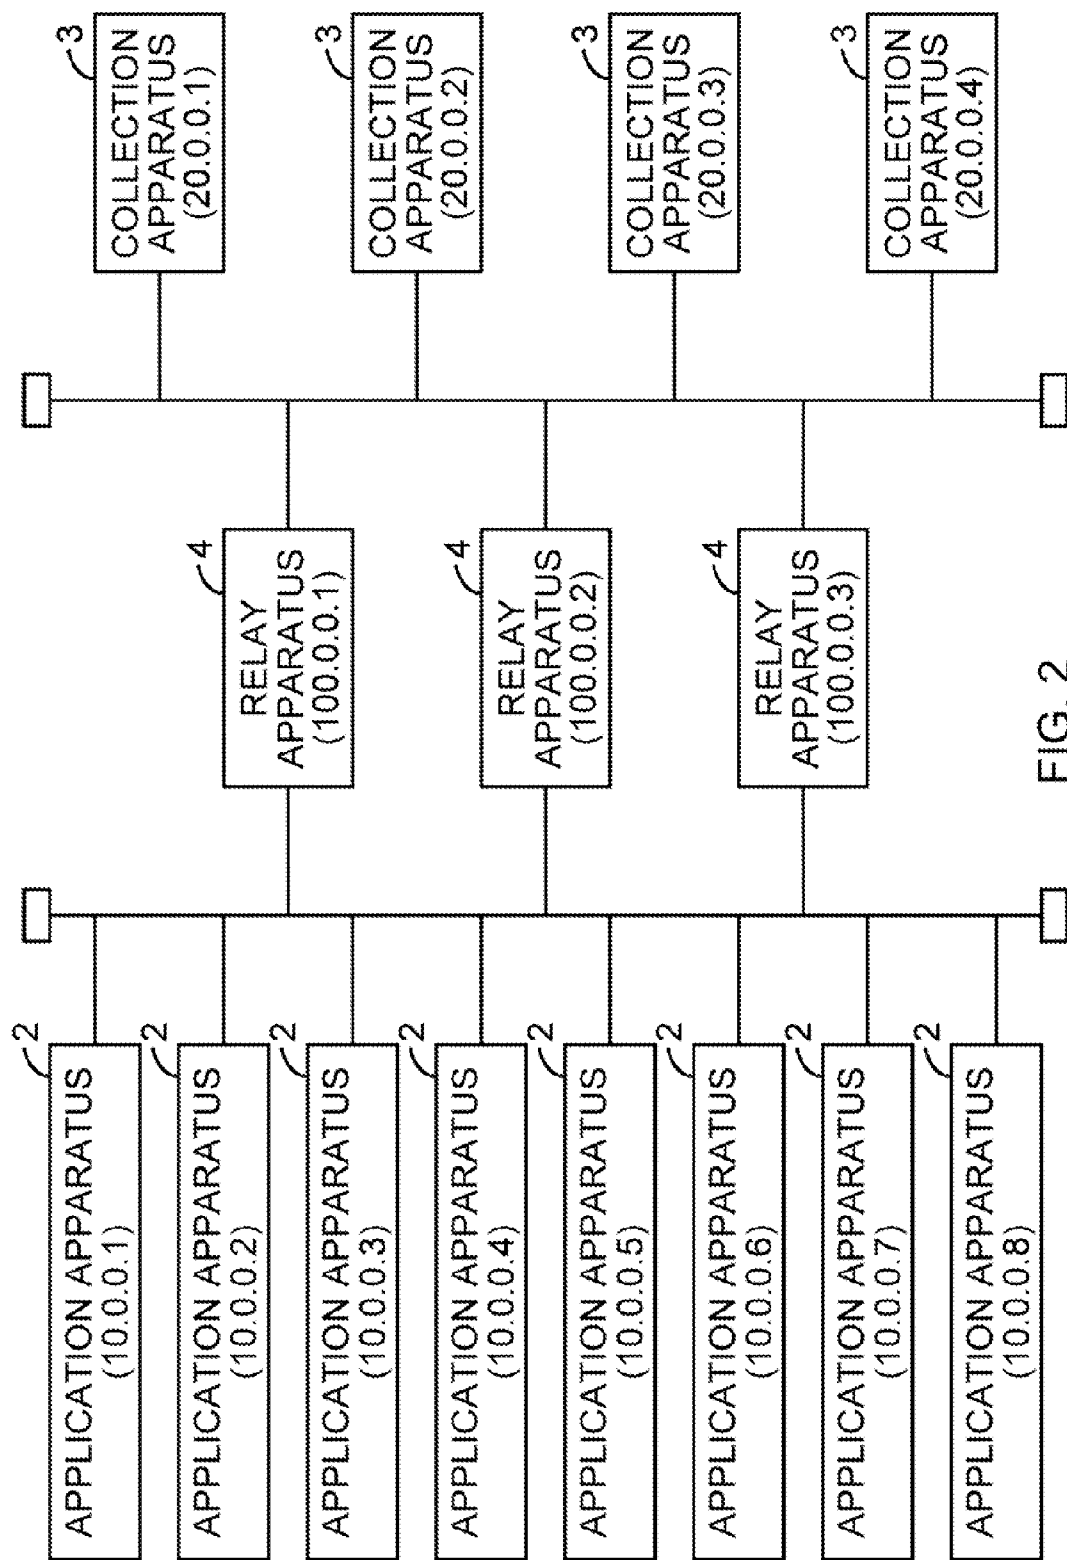 2
APPLICATION APPARATUS
(10.0.0.1)
2
APPLICATION APPARATUS
(10.0.0.2)
2
APPLICATION APPARATUS
(10.0.0.3)
2
APPLICATION APPARATUS
(10.0.0.4)
2
APPLICATION APPARATUS
(10.0.0.5)
2
APPLICATION APPARATUS
(10.0.0.6)
2
APPLICATION APPARATUS
(10.0.0.7)
2
APPLICATION APPARATUS
(10.0.0.8)
4
RELAY
APPARATUS
(100.0.0.1)
4
RELAY
APPARATUS
(100.0.0.2)
4
RELAY
APPARATUS
(100.0.0.3)
3
COLLECTION
APPARATUS
(20.0.0.1)
3
COLLECTION
APPARATUS
(20.0.0.2)
3
COLLECTION
APPARATUS
(20.0.0.3)
3
COLLECTION
APPARATUS
(20.0.0.4)
FIG. 2